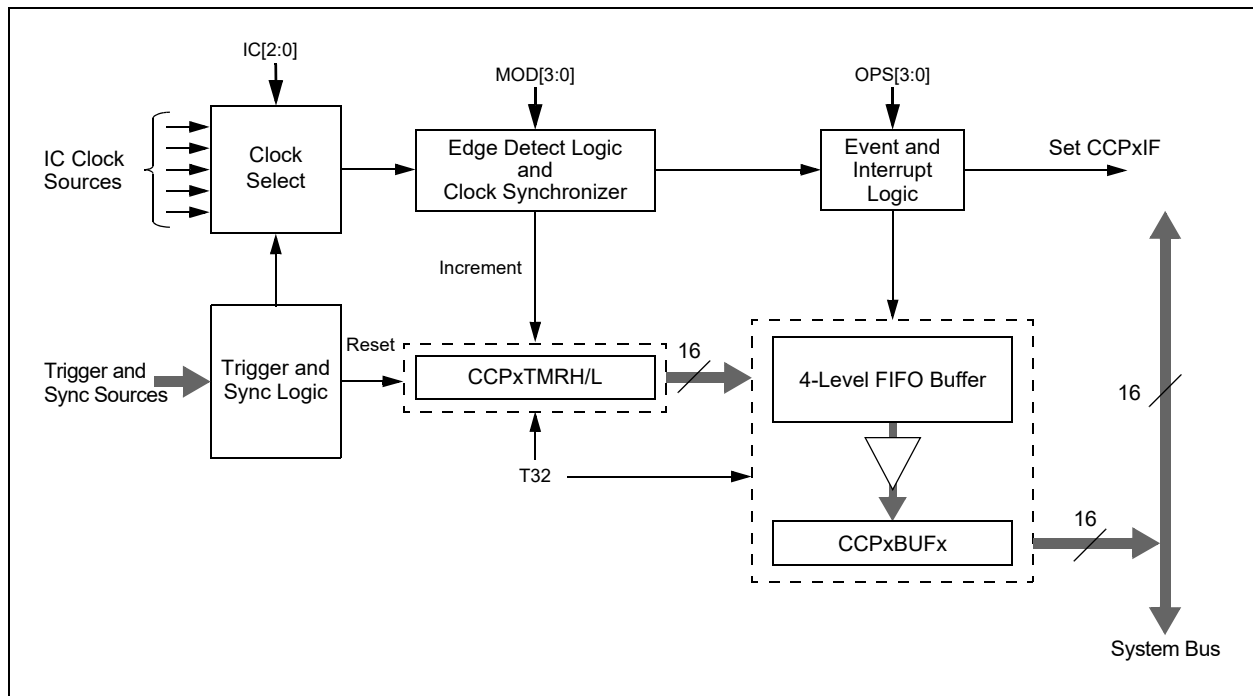 IC[2:0]
MOD[3:0]
OPS[3:0]
IC Clock
Sources
Clock
Select
Edge Detect Logic
and
Clock Synchronizer
Event and
Interrupt
Logic
Set CCPxIF
Increment
Trigger and
Sync Sources
Trigger and
Sync Logic
Reset
CCPxTMRH/L
16
4-Level FIFO Buffer
16
T32
CCPxBUFx
16
System Bus